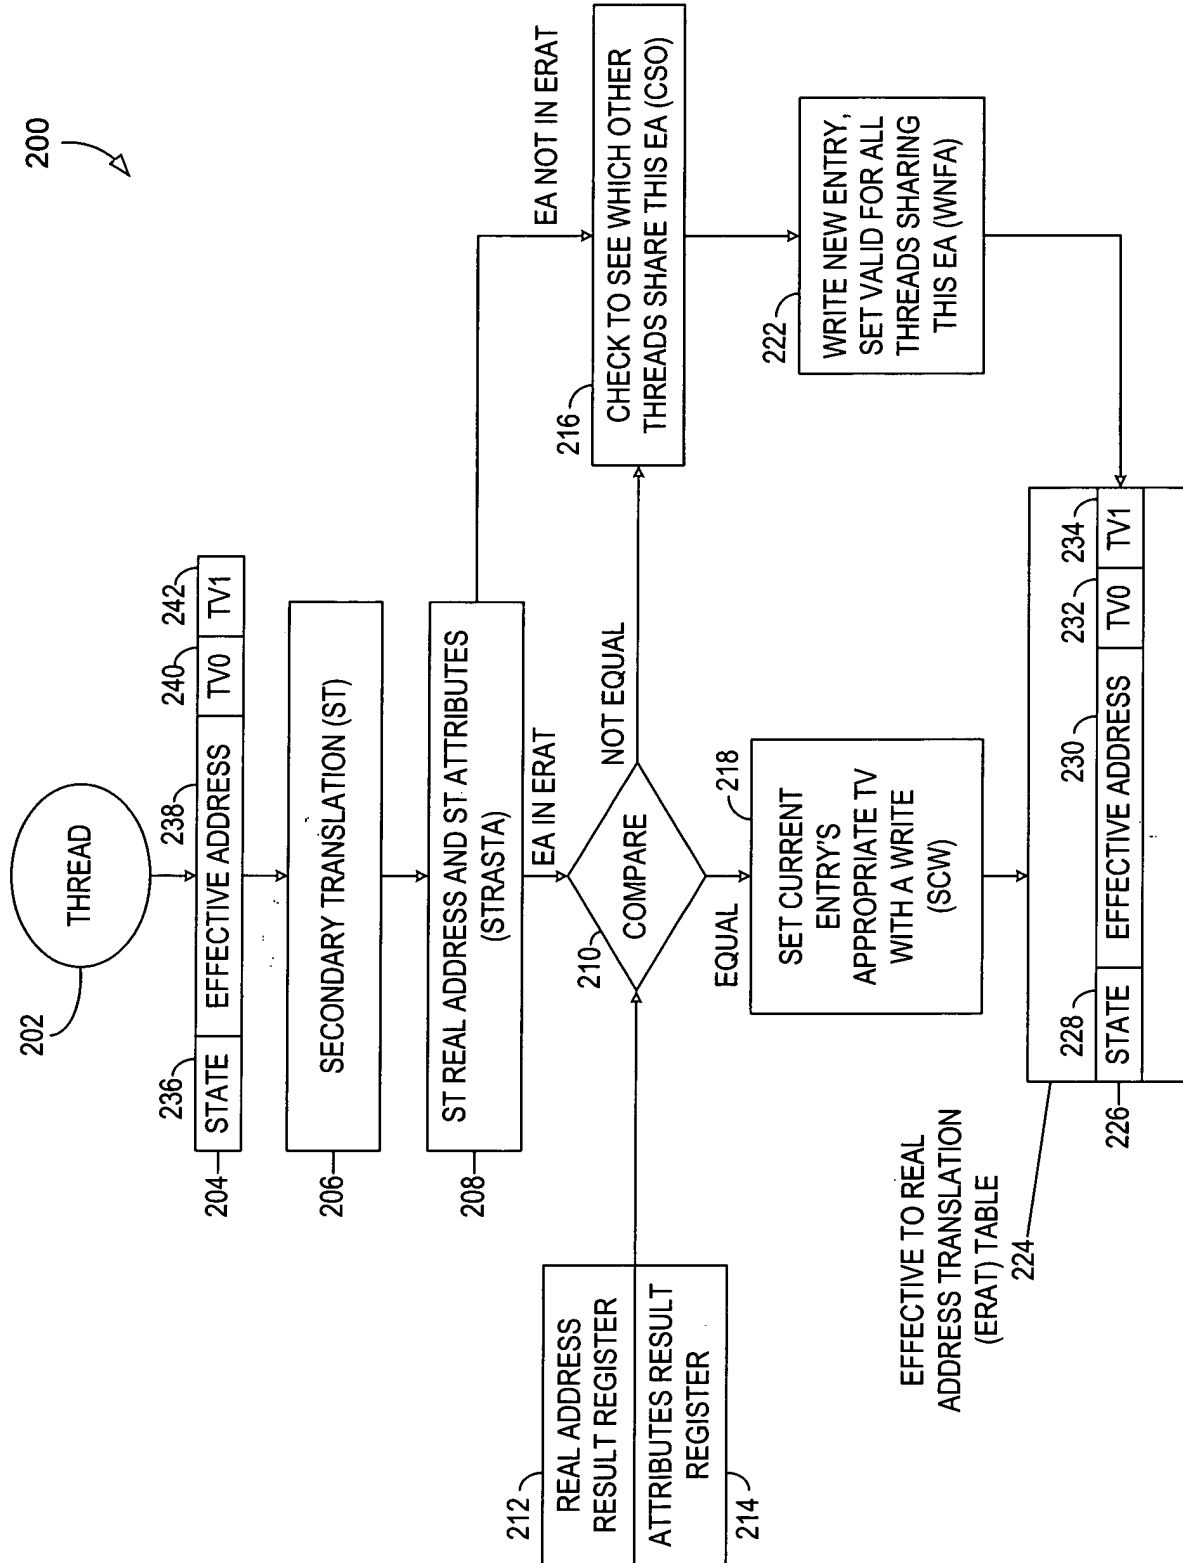 200
THREAD
202
236
238
240
242
STATE
EFFECTIVE ADDRESS
TV0
TV1
204
SECONDARY TRANSLATION (ST)
206
ST REAL ADDRESS AND ST ATTRIBUTES
(STRASTA)
208
EA IN ERAT
EA NOT IN ERAT
212
REAL ADDRESS
RESULT REGISTER
ATTRIBUTES RESULT
REGISTER
214
210
COMPARE
NOT EQUAL
EQUAL
216
CHECK TO SEE WHICH OTHER
THREADS SHARE THIS EA (CSO)
218
SET CURRENT
ENTRY'S
APPROPRIATE TV
WITH A WRITE
(SCW)
222
WRITE NEW ENTRY,
SET VALID FOR ALL
THREADS SHARING
THIS EA (WNFA)
EFFECTIVE TO REAL
ADDRESS TRANSLATION
(ERAT) TABLE
224
228
230
232
234
STATE
EFFECTIVE ADDRESS
TV0
TV1
226